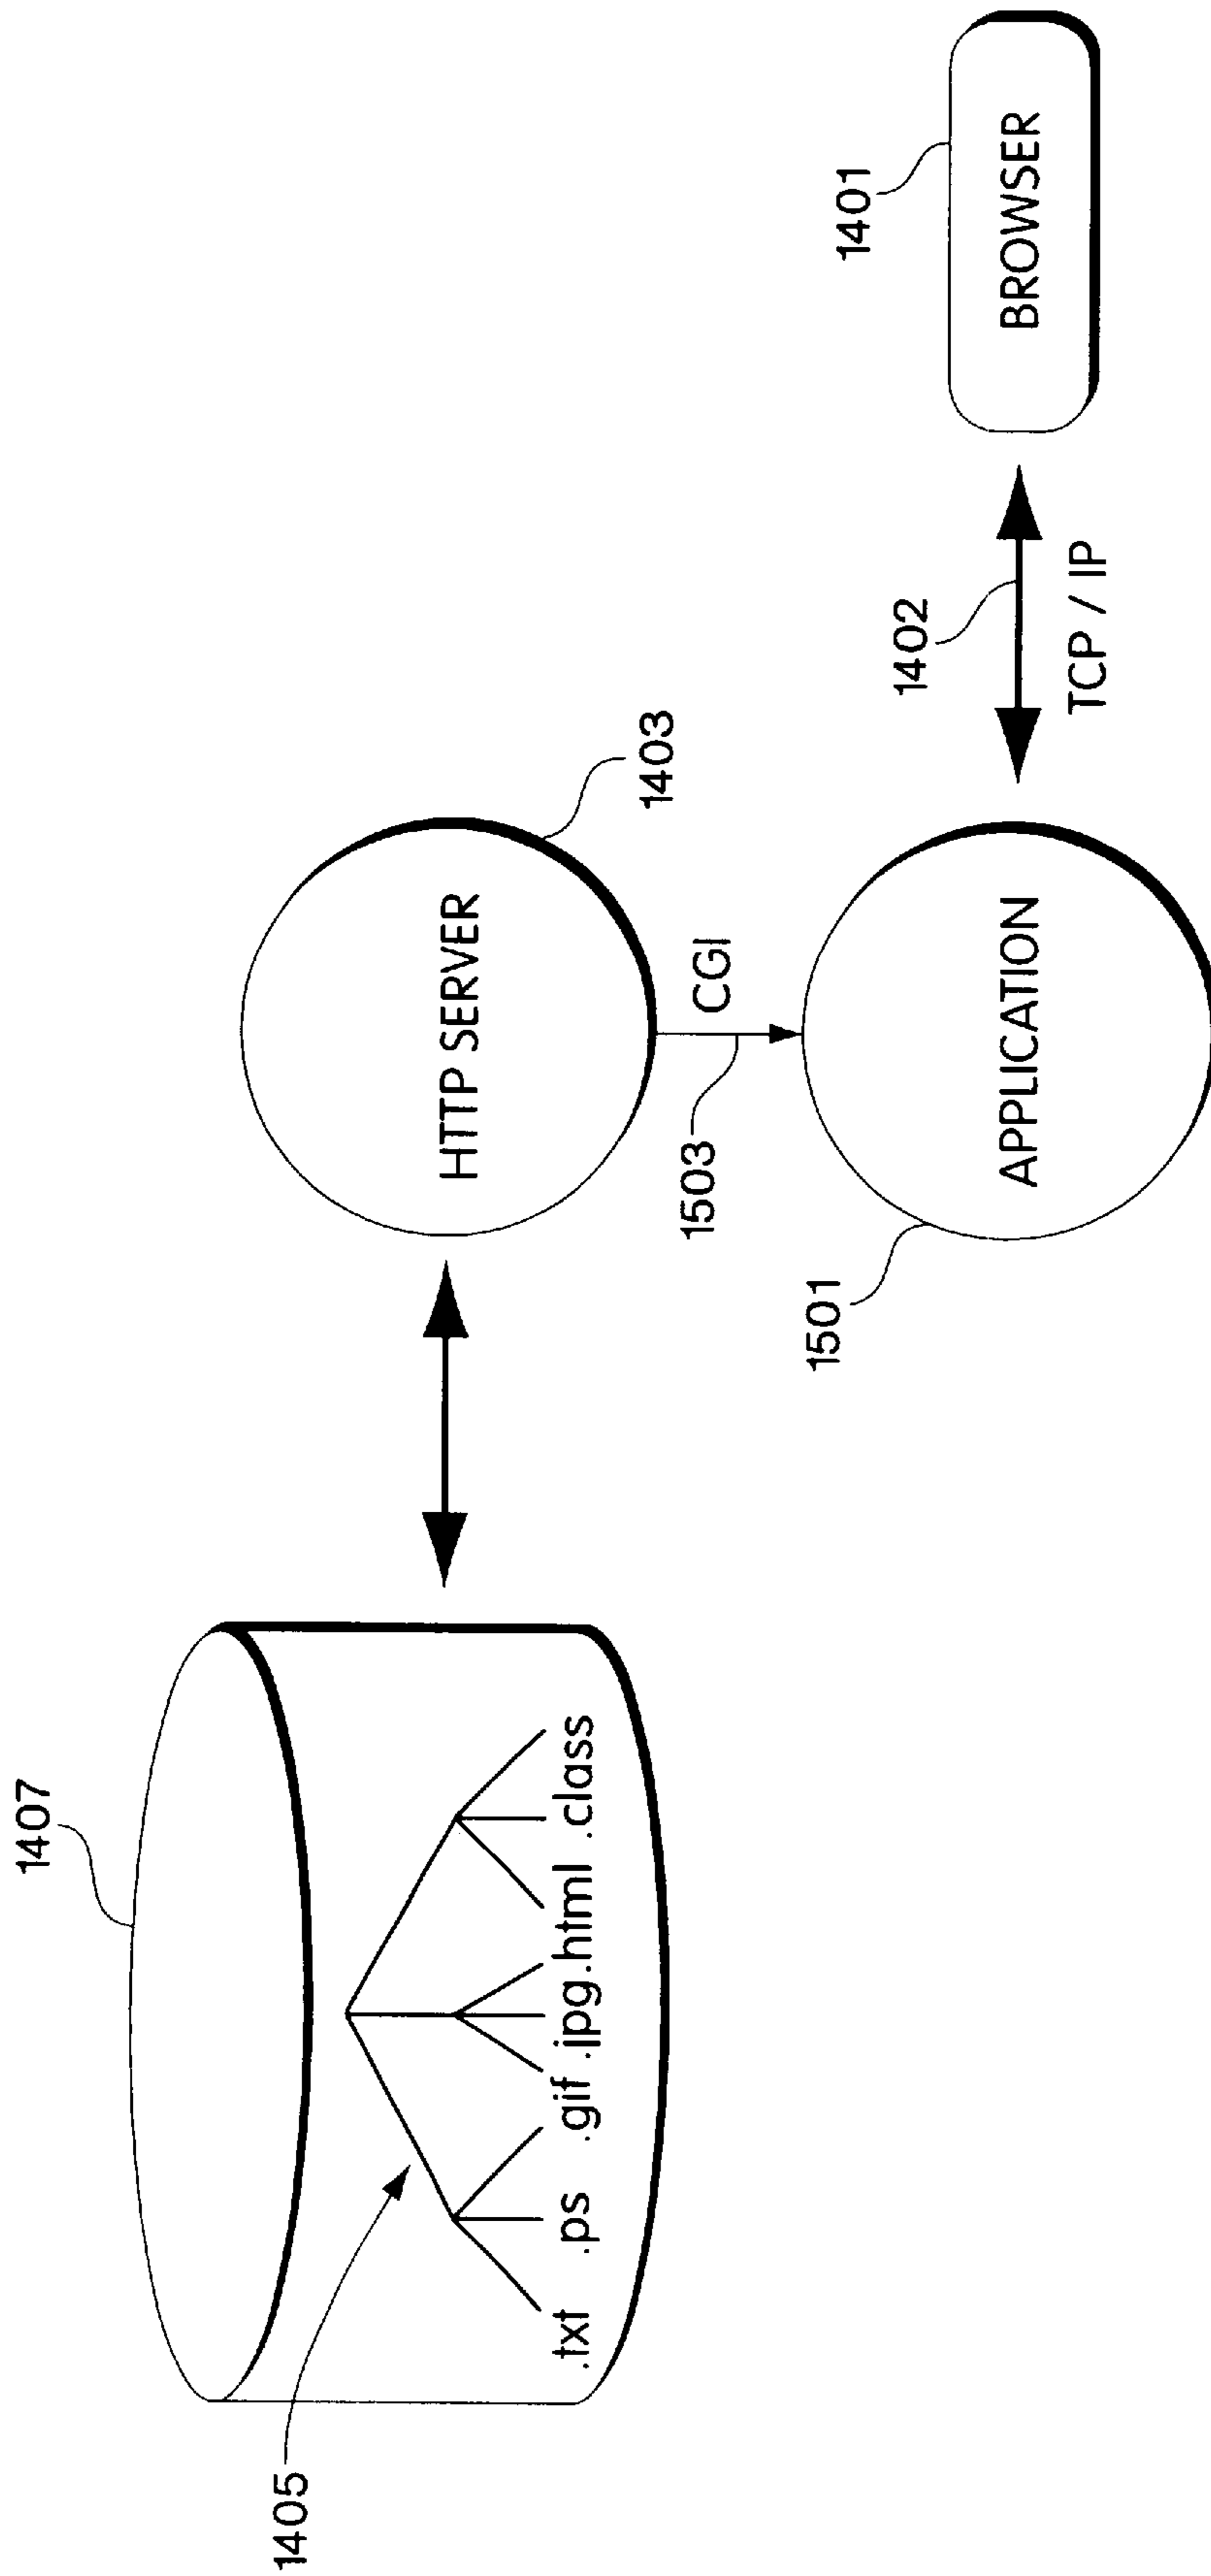 1407
1405
.txt .ps .gif .jpg .html .class
HTTP SERVER
1403
1503
CGI
1501
APPLICATION
1402
TCP / IP
1401
BROWSER